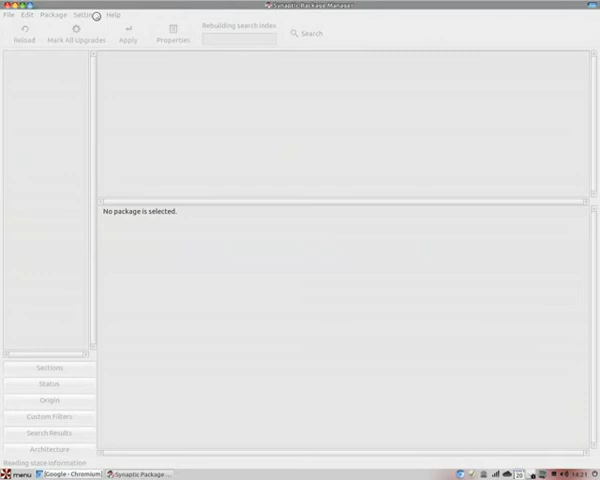 Synaptic Package Manager
File Edit Package Settings Help
Rebuilding search index
Reload Mark All Upgrades Apply Properties Search
No package is selected.
Sections
Status
Origin
Custom Filters
Search Results
Architecture
Reading state information
menu [Google - Chromium] Synaptic Package ... 20 14:21